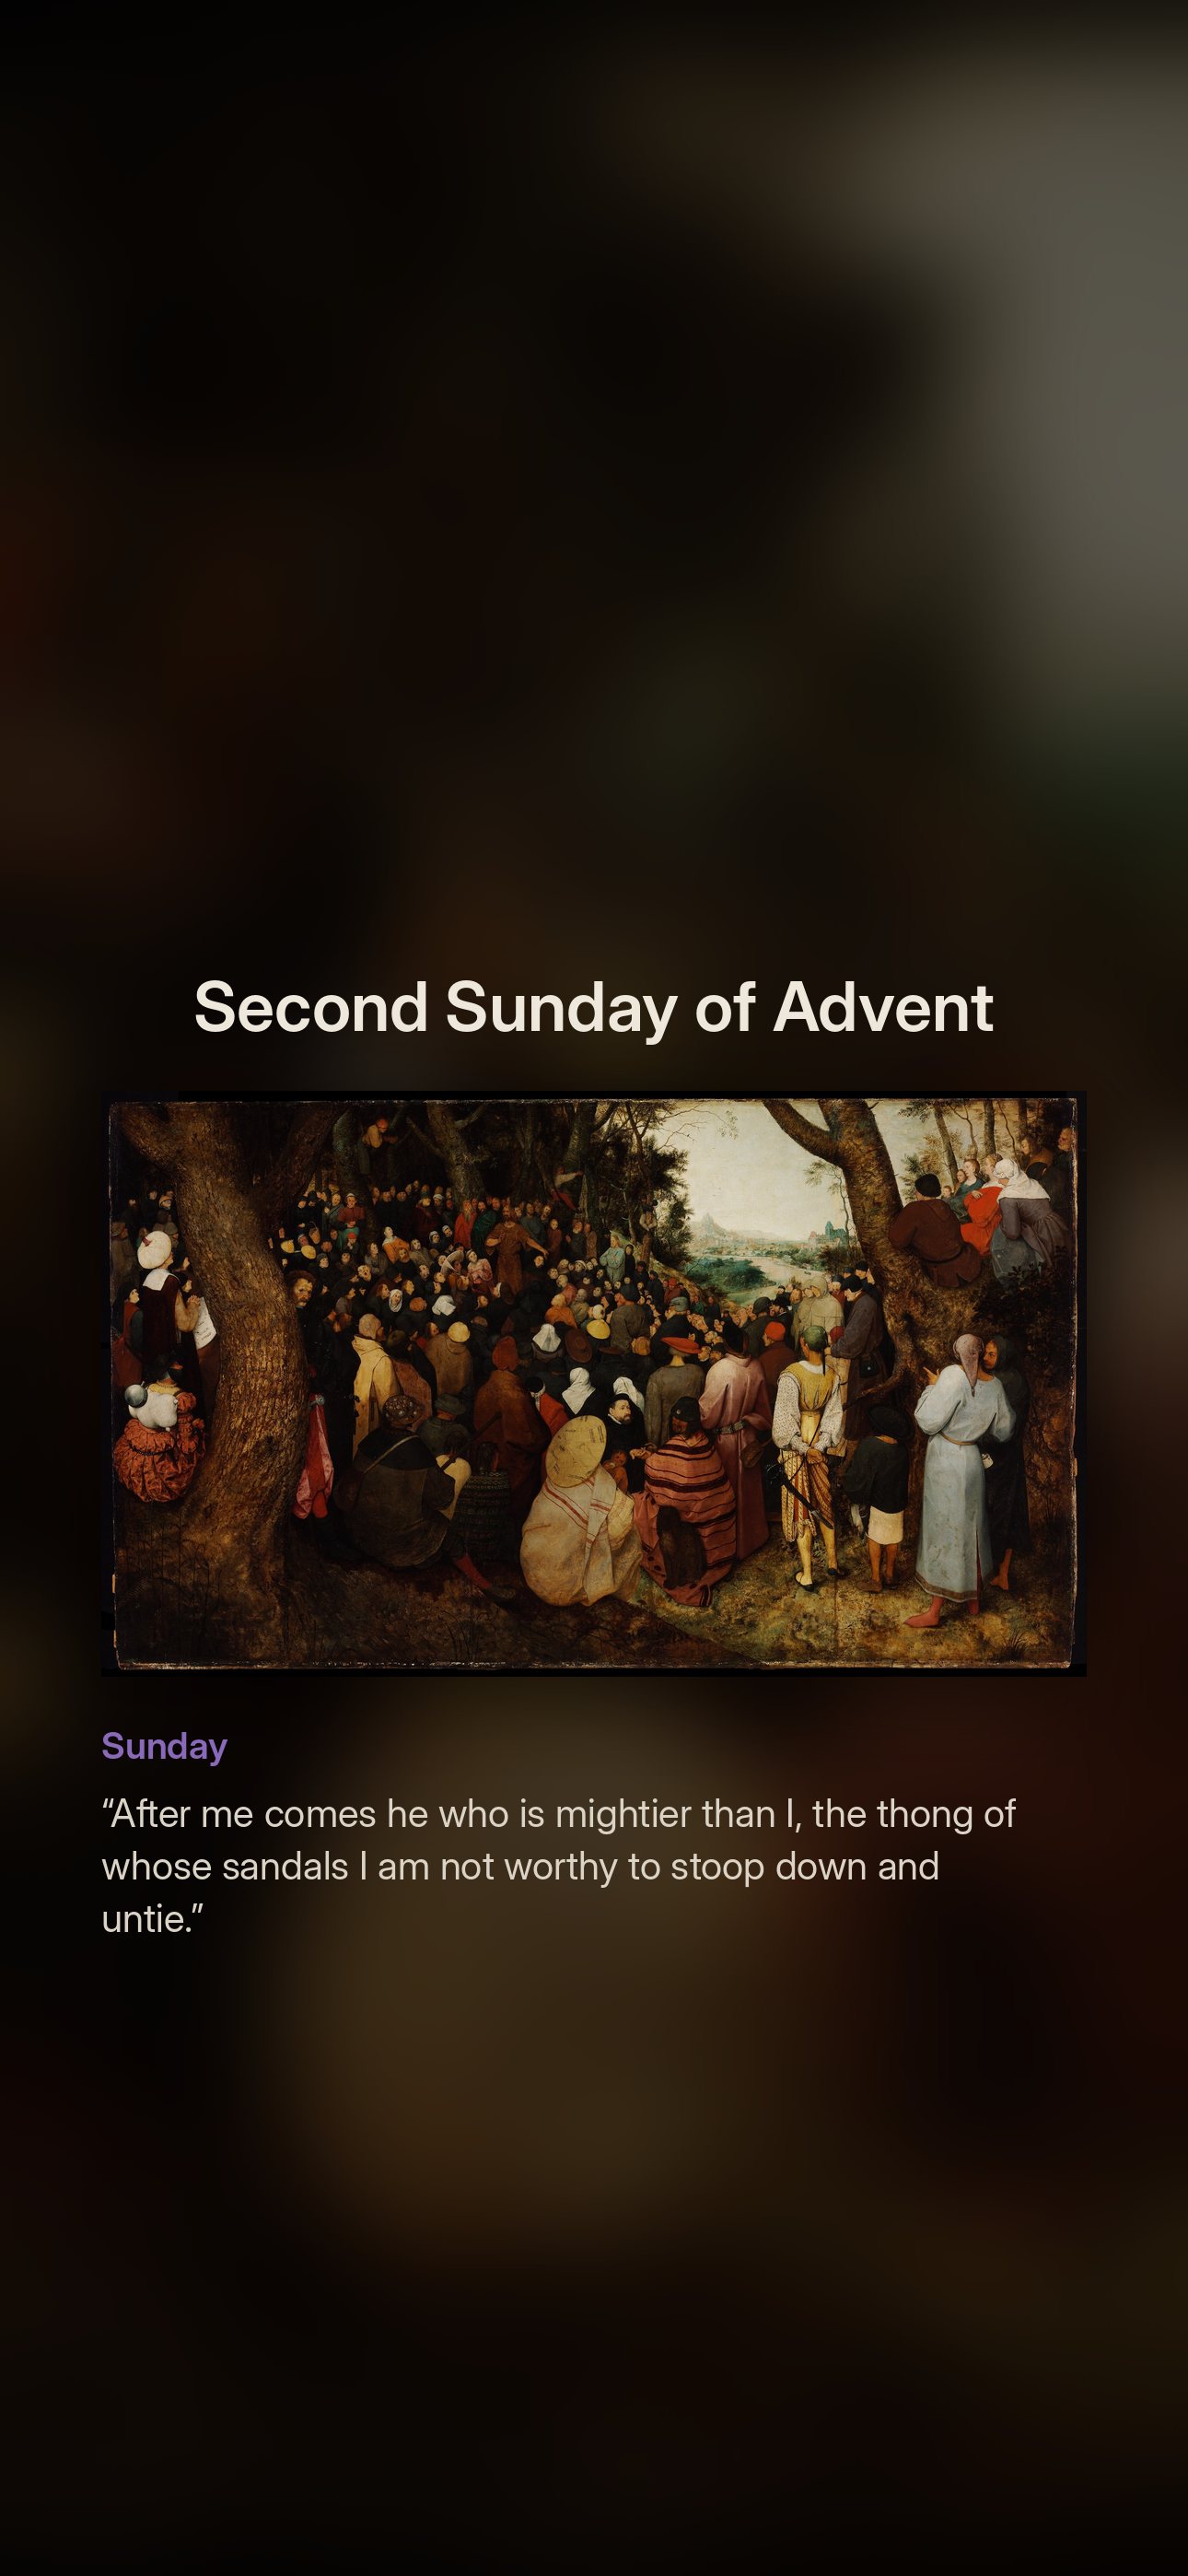 Second Sunday of Advent
Sunday
“After me comes he who is mightier than I, the thong of
whose sandals I am not worthy to stoop down and
untie.”